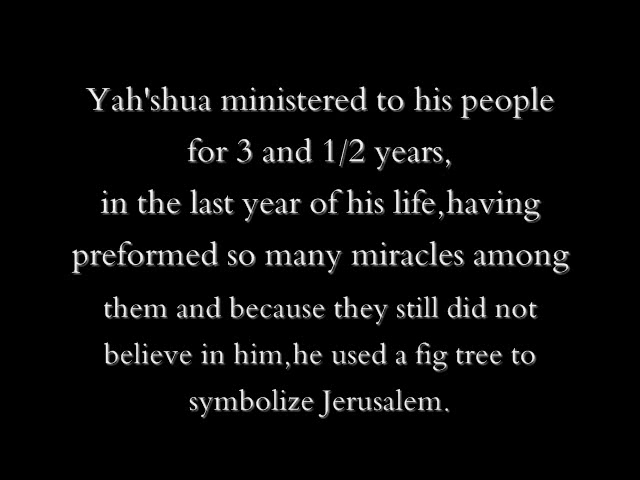 Yah'shua ministered to his people
for 3 and 1/2 years,
in the last year of his life,having
preformed so many miracles among
them and because they still did not
believe in him,he used a fig tree to
symbolize Jerusalem.